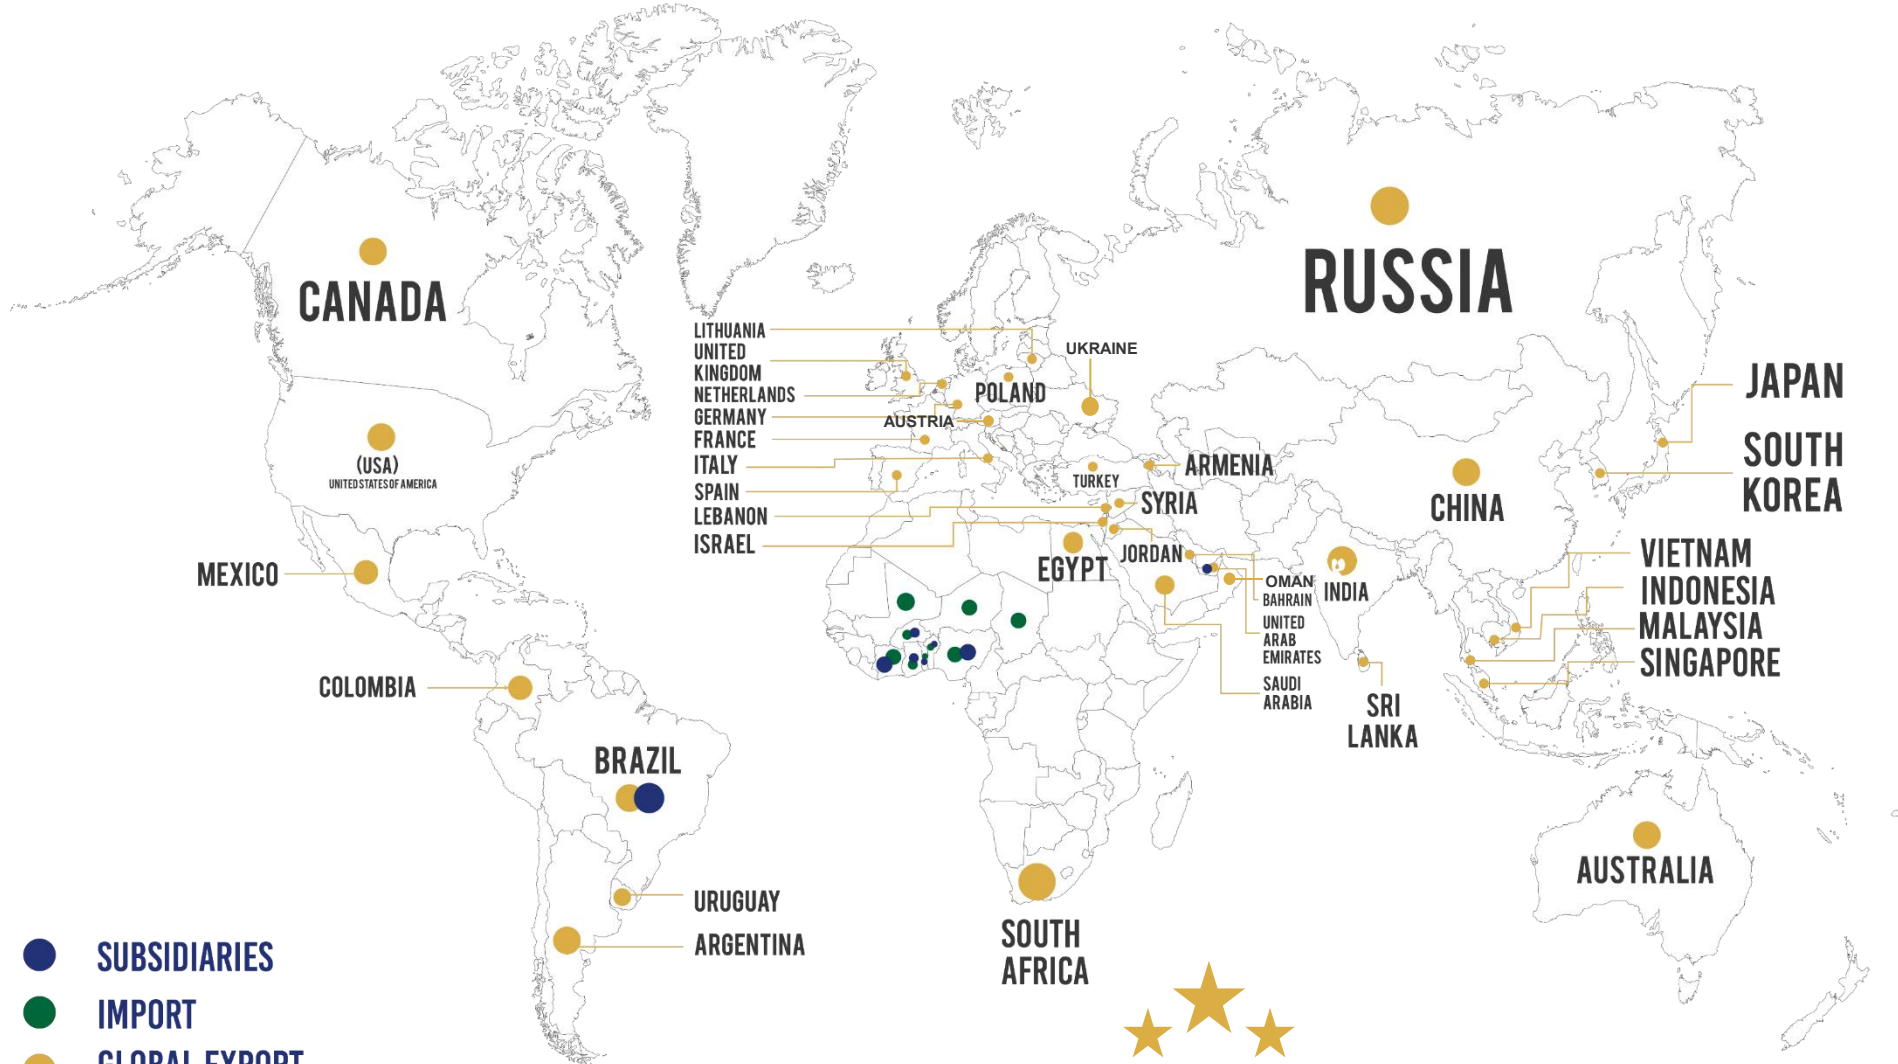 CANADA
RUSSIA
LITHUANIA
UNITED
KINGDOM
NETHERLANDS
GERMANY
FRANCE
ITALY
SPAIN
LEBANON
ISRAEL
UKRAINE
POLAND
AUSTRIA
TURKEY
ARMENIA
SYRIA
JORDAN
EGYPT
OMAN
BAHRAIN
UNITED
ARAB
EMIRATES
SAUDI
ARABIA
INDIA
SRI
LANKA
CHINA
JAPAN
SOUTH
KOREA
VIETNAM
INDONESIA
MALAYSIA
SINGAPORE
(USA)
UNITED STATES OF AMERICA
MEXICO
COLOMBIA
BRAZIL
URUGUAY
ARGENTINA
SOUTH
AFRICA
AUSTRALIA
SUBSIDIARIES
IMPORT
GLOBAL EXPORT